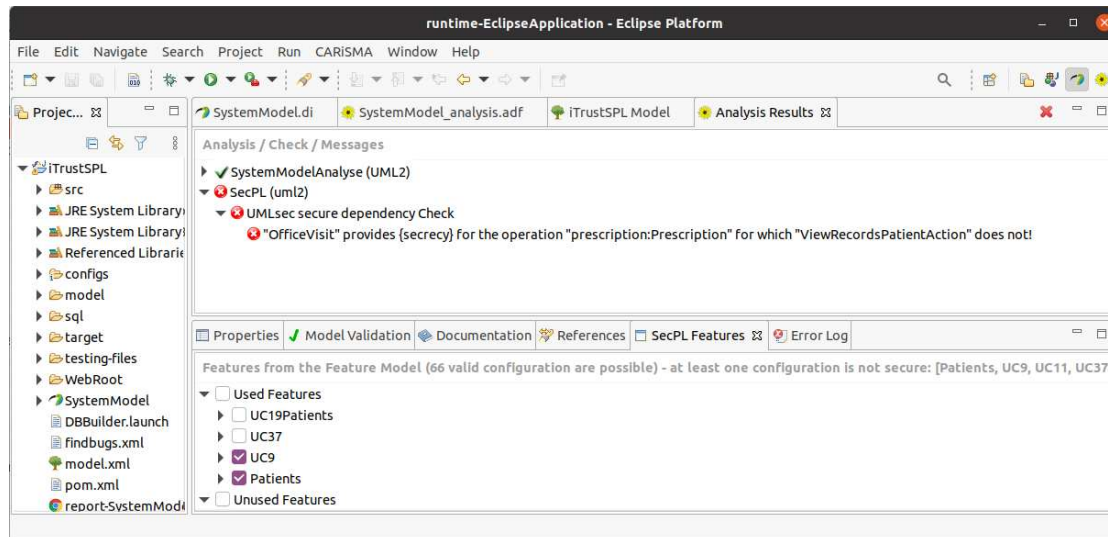 runtime-EclipseApplication - Eclipse Platform
File Edit Navigate Search Project Run CARiSMA Window Help
Projec...
SystemModel.di
SystemModel_analysis.adf
iTrustSPL Model
Analysis Results
Analysis / Check / Messages
iTrustSPL
src
JRE System Library
JRE System Library
Referenced Librarie
configs
model
sql
target
testing-files
WebRoot
SystemModel
DBBuilder.launch
findbugs.xml
model.xml
pom.xml
report-SystemMode
SystemModelAnalyse (UML2)
SecPL (uml2)
UMLsec secure dependency Check
"OfficeVisit" provides {secrecy} for the operation "prescription:Prescription" for which "ViewRecordsPatientAction" does not!
Properties Model Validation Documentation References SecPL Features Error Log
Features from the Feature Model (66 valid configuration are possible) - at least one configuration is not secure: [Patients, UC9, UC11, UC37
Used Features
UC19Patients
UC37
UC9
Patients
Unused Features